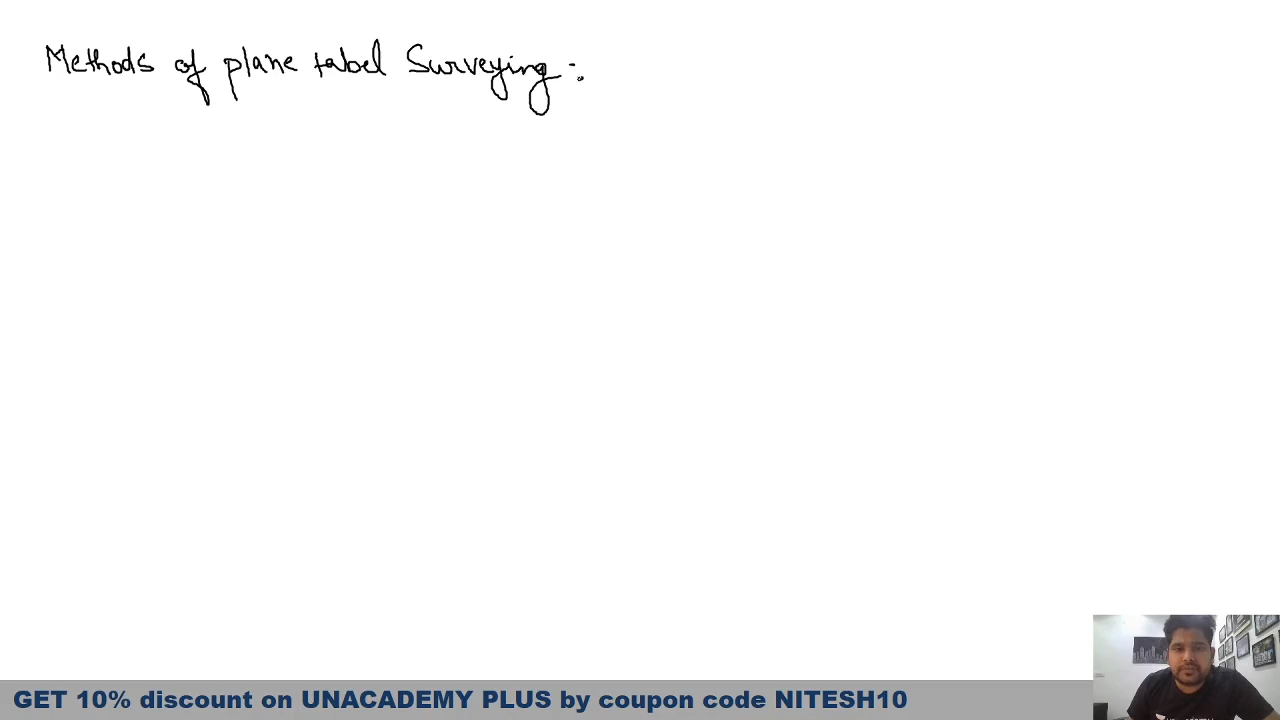 Methods of plane tabel Surveying :-
GET 10% discount on UNACADEMY PLUS by coupon code NITESH10